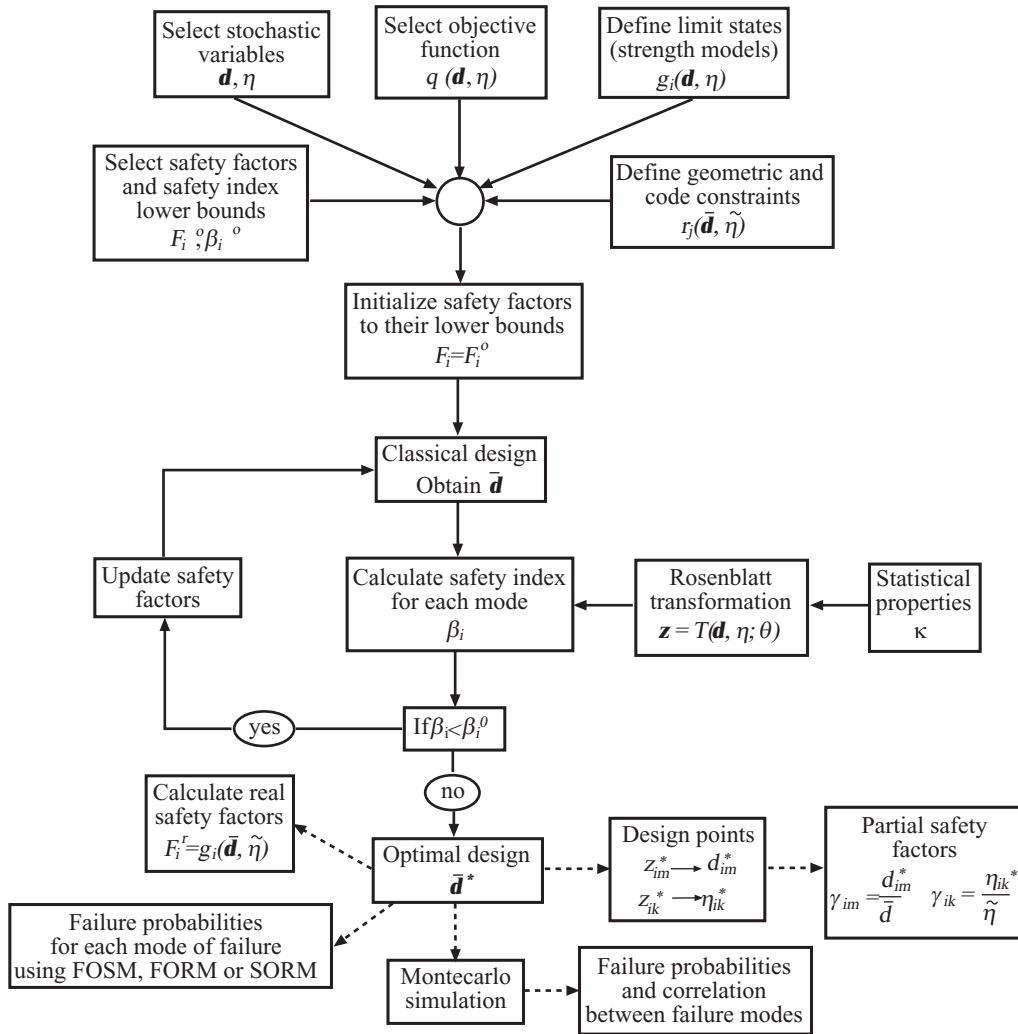 Select stochastic
variables
d, η
Select objective
function
q (d, η)
Define limit states
(strength models)
gᵢ(d, η)
Select safety factors
and safety index
lower bounds
Fᵢ ᵒ; βᵢ ᵒ
Define geometric and
code constraints
rⱼ(d̄, η̃)
Initialize safety factors
to their lower bounds
Fᵢ=Fᵢᵒ
Classical design
Obtain d̄
Update safety
factors
Calculate safety index
for each mode
βᵢ
Rosenblatt
transformation
z = T(d, η; θ)
Statistical
properties
κ
yes
Ifβᵢ<βᵢ⁰
no
Calculate real
safety factors
Fᵢʳ=gᵢ(d̄, η̃)
Optimal design
d̄*
Design points
z*ᵢₘ → d*ᵢₘ
z*ᵢₖ → η*ᵢₖ
Partial safety
factors
γᵢₘ = d*ᵢₘ / d̄   γᵢₖ = ηᵢₖ* / η̃
Failure probabilities
for each mode of failure
using FOSM, FORM or SORM
Montecarlo
simulation
Failure probabilities
and correlation
between failure modes